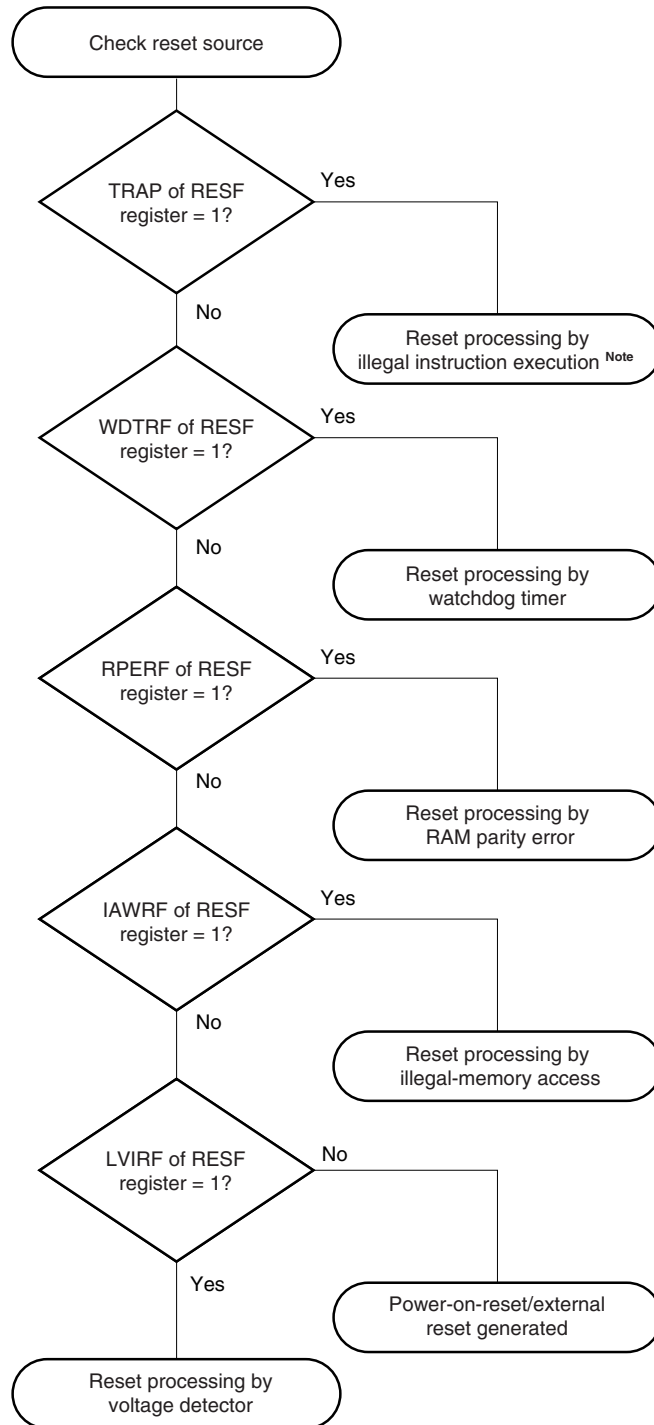 Check reset source
TRAP of RESF
register = 1?
Yes
No
Reset processing by
illegal instruction execution Note
WDTRF of RESF
register = 1?
Yes
No
Reset processing by
watchdog timer
RPERF of RESF
register = 1?
Yes
No
Reset processing by
RAM parity error
IAWRF of RESF
register = 1?
Yes
No
Reset processing by
illegal-memory access
LVIRF of RESF
register = 1?
No
Yes
Power-on-reset/external
reset generated
Reset processing by
voltage detector